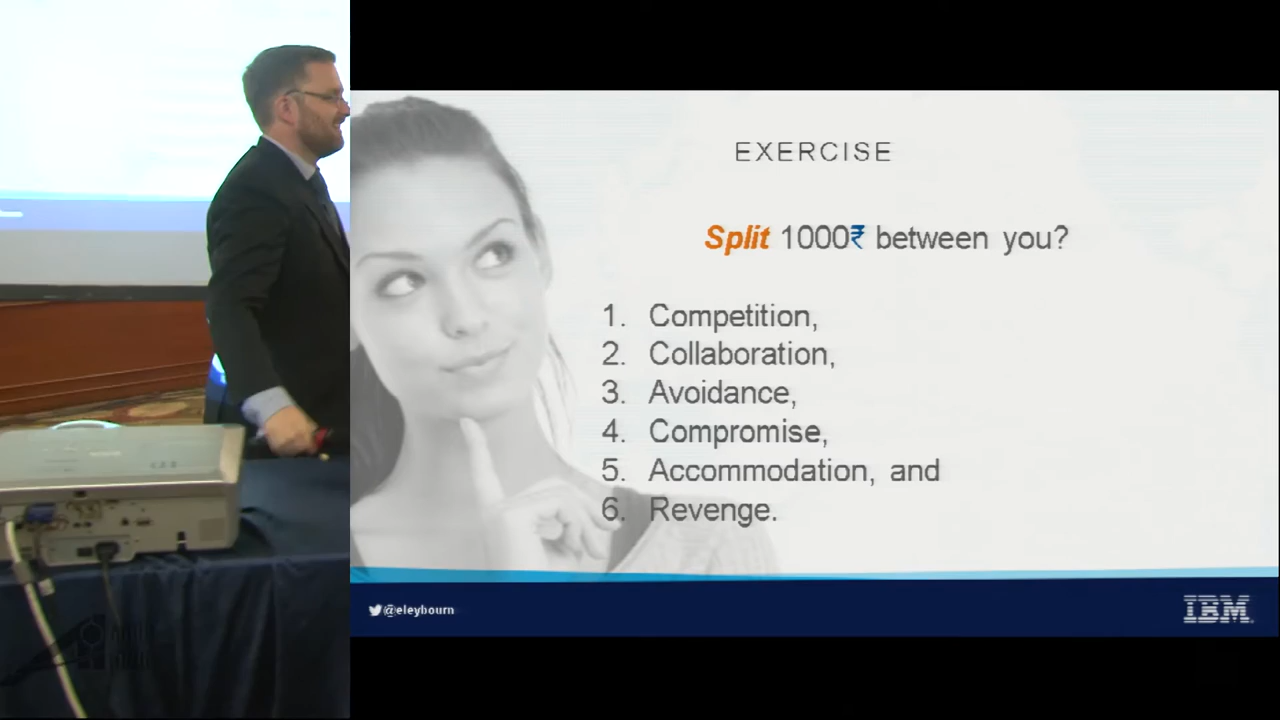 EXERCISE
Split 1000₹ between you?
1. Competition,
2. Collaboration,
3. Avoidance,
4. Compromise,
5. Accommodation, and
6. Revenge.
@eleybourn
IBM